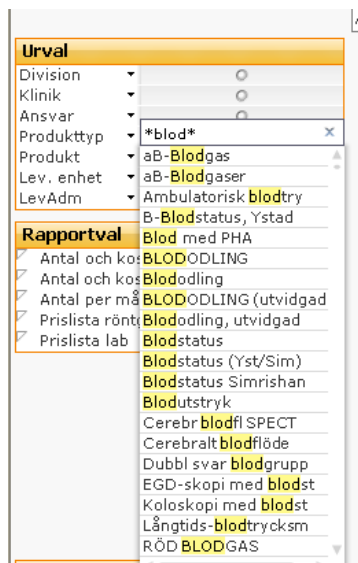 Urval
Division
Klinik
Ansvar
Produkttyp
Produkt
Lev. enhet
LevAdm
*blod*
aB-Blodgas
aB-Blodgaser
Ambulatorisk blodtry
B-Blodstatus, Ystad
Blod med PHA
BLODODLING
Blododling
BLODODLING (utvidgad
Blododling, utvidgad
Blodstatus
Blodstatus (Yst/Sim)
Blodstatus Simrishan
Blodutstryk
Cerebr blodfl SPECT
Cerebralt blodflöde
Dubbl svar blodgrupp
EGD-skopi med blodst
Koloskopi med blodst
Långtids-blodtrycksm
RÖD BLODGAS
Rapportval
Antal och kos
Antal och kos
Antal per må
Prislista rönt
Prislista lab